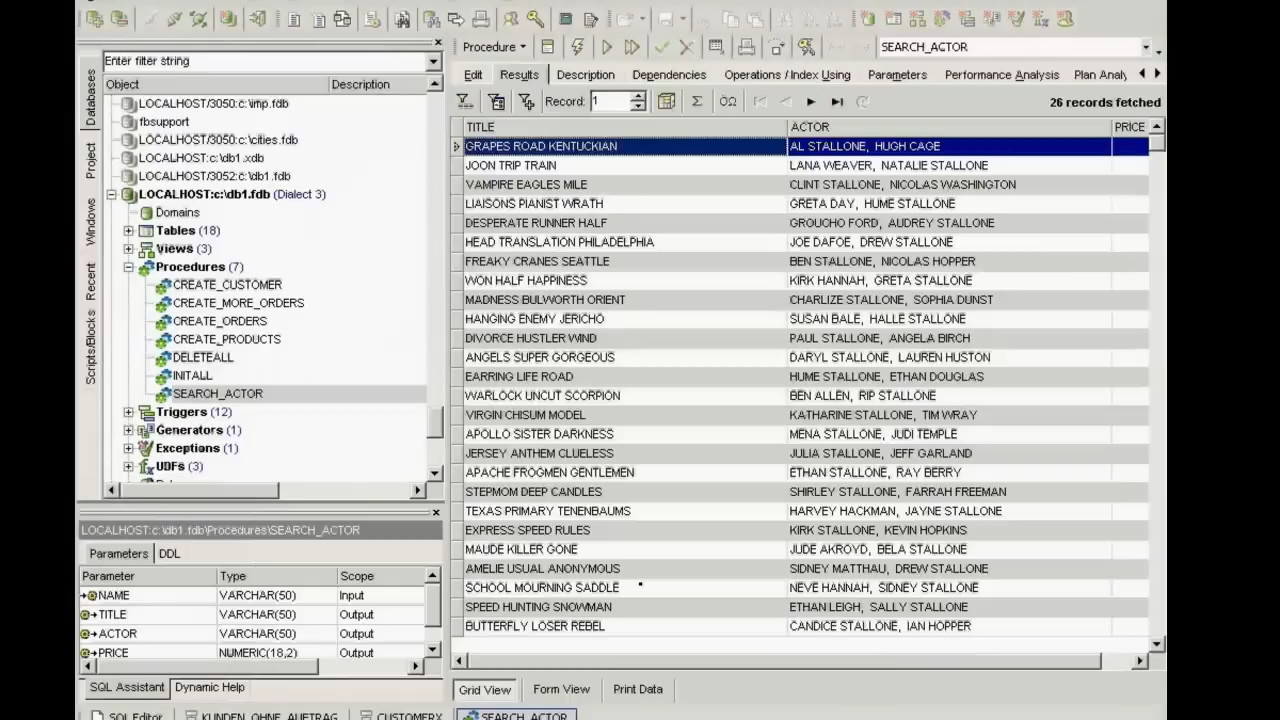 Procedure SEARCH_ACTOR
Enter filter string
Edit Results Description Dependencies Operations / Index Using Parameters Performance Analysis Plan Analy
Object Description
Record: 1 26 records fetched
Databases
Project
Windows
Recent
Scripts/Blocks
LOCALHOST/3050:c:\imp.fdb
fbsupport
LOCALHOST/3050:c:\cities.fdb
LOCALHOST:c:\db1.xdb
LOCALHOST/3052:c:\db1.fdb
LOCALHOST:c:\db1.fdb (Dialect 3)
Domains
Tables (18)
Views (3)
Procedures (7)
CREATE_CUSTOMER
CREATE_MORE_ORDERS
CREATE_ORDERS
CREATE_PRODUCTS
DELETEALL
INITALL
SEARCH_ACTOR
Triggers (12)
Generators (1)
Exceptions (1)
UDFs (3)
TITLE ACTOR PRICE
GRAPES ROAD KENTUCKIAN AL STALLONE, HUGH CAGE
JOON TRIP TRAIN LANA WEAVER, NATALIE STALLONE
VAMPIRE EAGLES MILE CLINT STALLONE, NICOLAS WASHINGTON
LIAISONS PIANIST WRATH GRETA DAY, HUME STALLONE
DESPERATE RUNNER HALF GROUCHO FORD, AUDREY STALLONE
HEAD TRANSLATION PHILADELPHIA JOE DAFOE, DREW STALLONE
FREAKY CRANES SEATTLE BEN STALLONE, NICOLAS HOPPER
WON HALF HAPPINESS KIRK HANNAH, GRETA STALLONE
MADNESS BULWORTH ORIENT CHARLIZE STALLONE, SOPHIA DUNST
HANGING ENEMY JERICHO SUSAN BALE, HALLE STALLONE
DIVORCE HUSTLER WIND PAUL STALLONE, ANGELA BIRCH
ANGELS SUPER GORGEOUS DARYL STALLONE, LAUREN HUSTON
EARRING LIFE ROAD HUME STALLONE, ETHAN DOUGLAS
WARLOCK UNCUT SCORPION BEN ALLEN, RIP STALLONE
VIRGIN CHISUM MODEL KATHARINE STALLONE, TIM WRAY
APOLLO SISTER DARKNESS MENA STALLONE, JUDI TEMPLE
JERSEY ANTHEM CLUELESS JULIA STALLONE, JEFF GARLAND
APACHE FROGMEN GENTLEMEN ETHAN STALLONE, RAY BERRY
STEPMOM DEEP CANDLES SHIRLEY STALLONE, FARRAH FREEMAN
TEXAS PRIMARY TENENBAUMS HARVEY HACKMAN, JAYNE STALLONE
EXPRESS SPEED RULES KIRK STALLONE, KEVIN HOPKINS
MAUDE KILLER GONE JUDE AKROYD, BELA STALLONE
AMELIE USUAL ANONYMOUS SIDNEY MATTHAU, DREW STALLONE
SCHOOL MOURNING SADDLE NEVE HANNAH, SIDNEY STALLONE
SPEED HUNTING SNOWMAN ETHAN LEIGH, SALLY STALLONE
BUTTERFLY LOSER REBEL CANDICE STALLONE, IAN HOPPER
LOCALHOST:c:\db1.fdb\Procedures\SEARCH_ACTOR
Parameters DDL
Parameter Type Scope
NAME VARCHAR(50) Input
TITLE VARCHAR(50) Output
ACTOR VARCHAR(50) Output
PRICE NUMERIC(18,2) Output
SQL Assistant Dynamic Help
Grid View Form View Print Data
SQL Editor KUNDEN_OHNE_AUFTRAG CUSTOMERX SEARCH_ACTOR